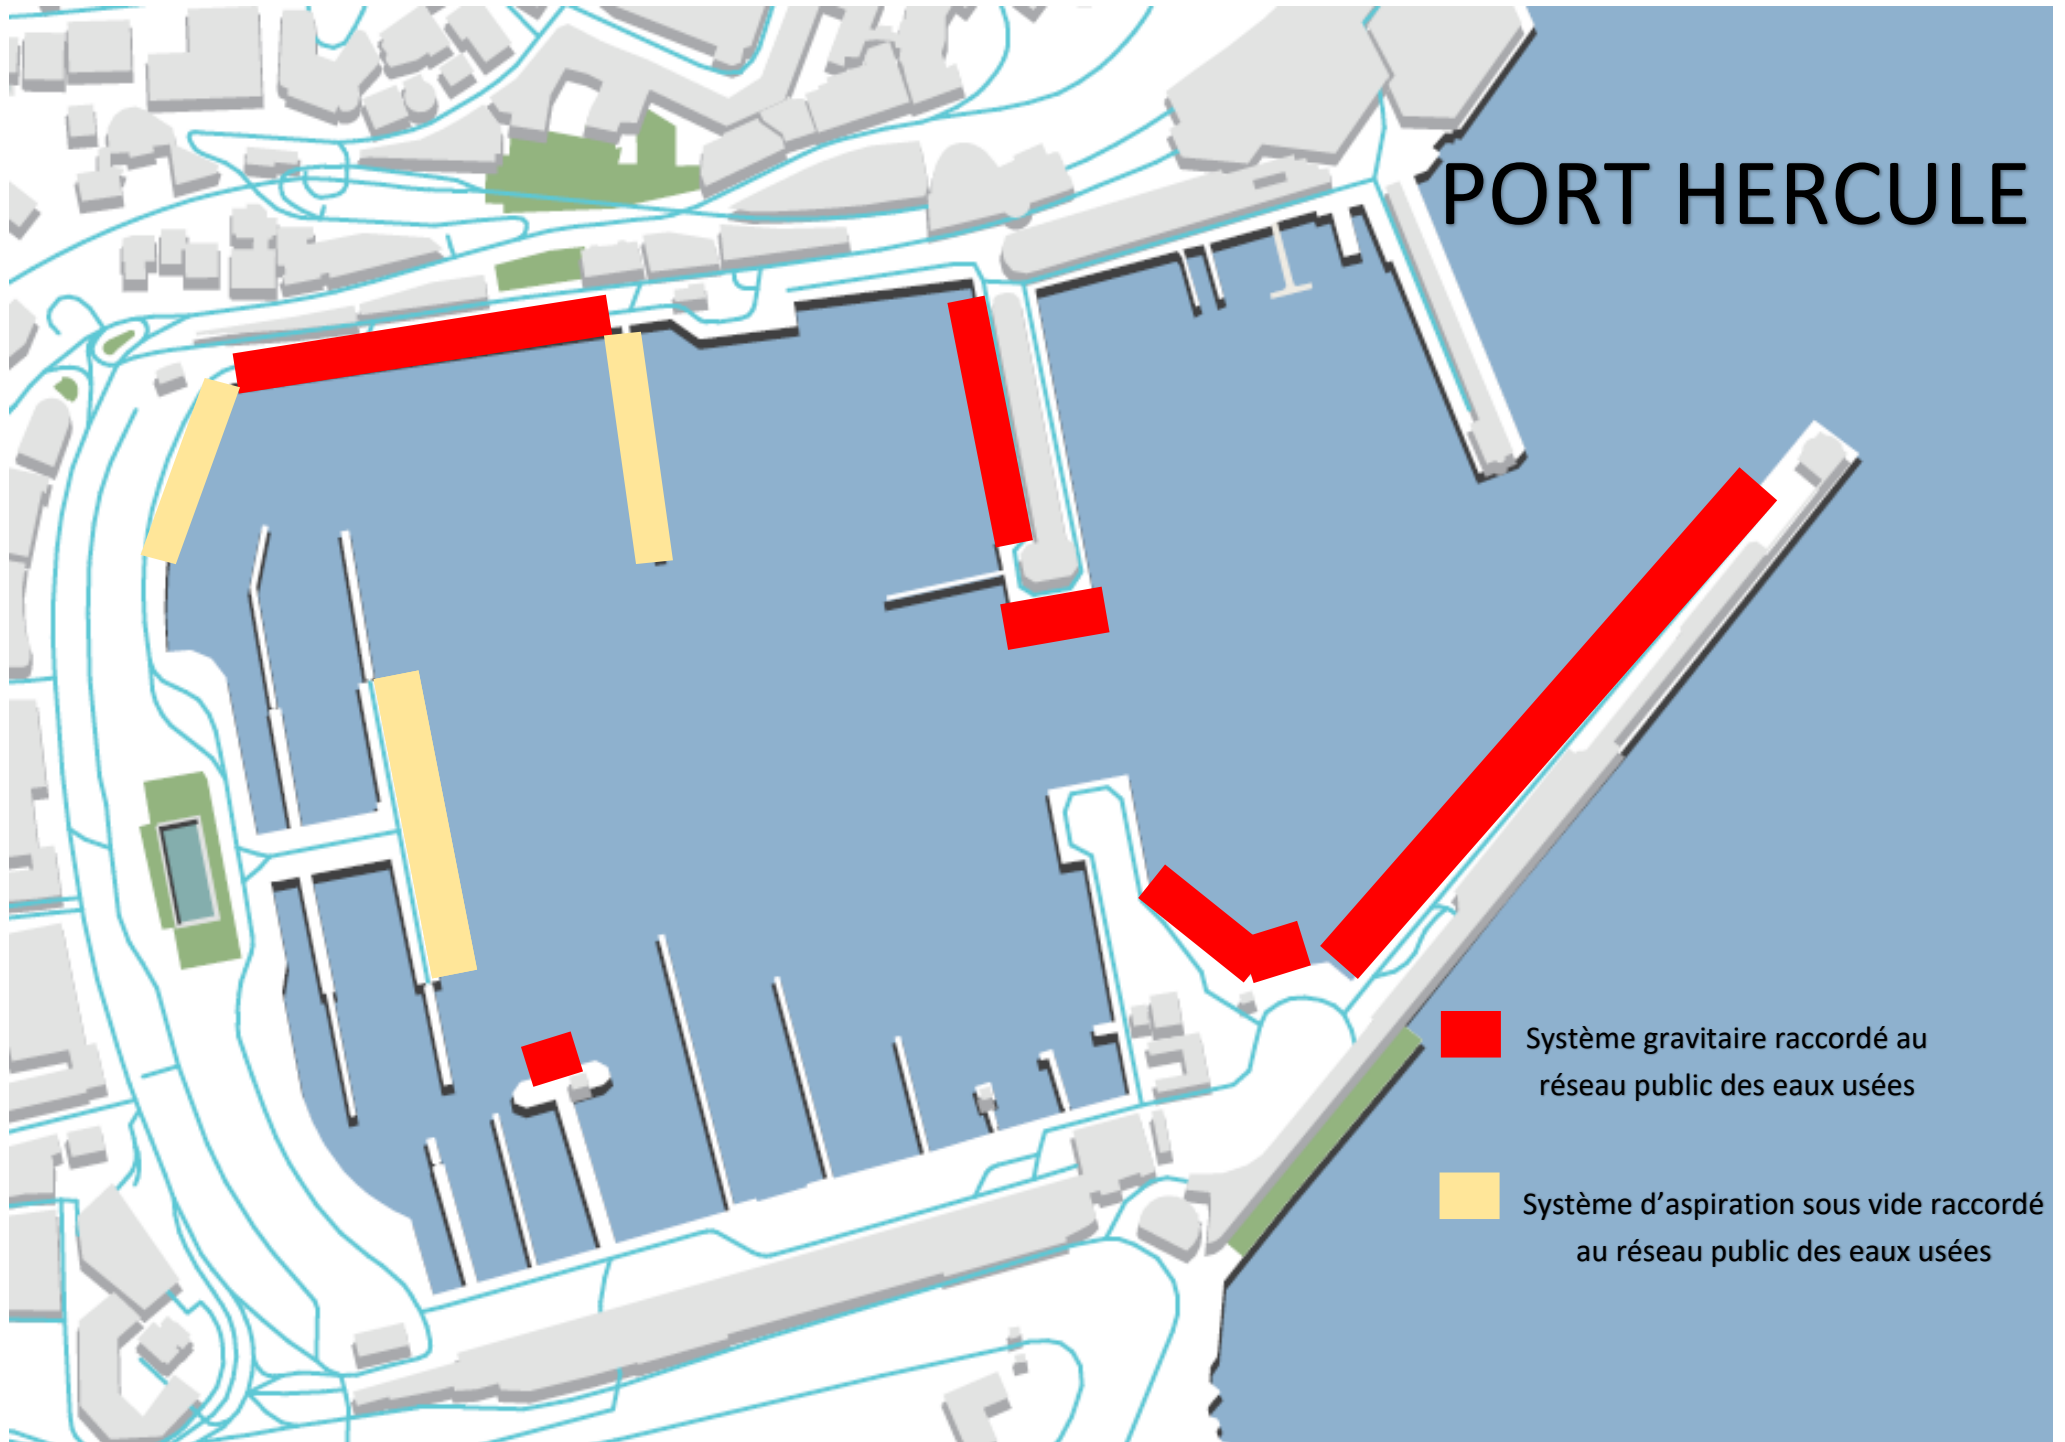 PORT HERCULE
Système gravitaire raccordé au
réseau public des eaux usées
Système d’aspiration sous vide raccordé
au réseau public des eaux usées